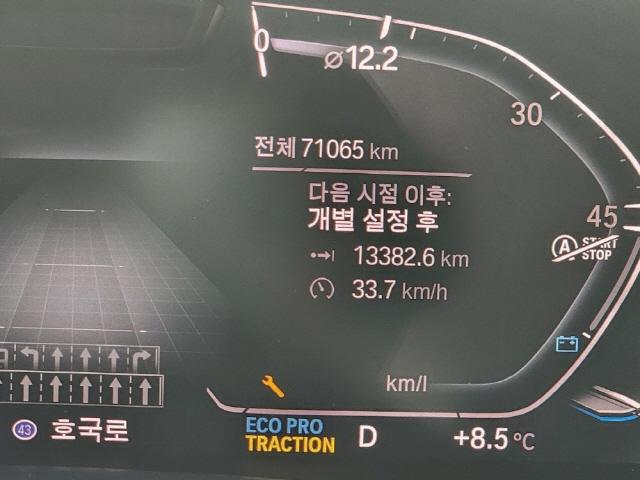 0
⌀12.2
30
전체 71065 km
다음 시점 이후:
개별 설정 후
45
A START STOP
13382.6 km
33.7 km/h
km/l
43 호국로
ECO PRO
TRACTION
D
+8.5 °C